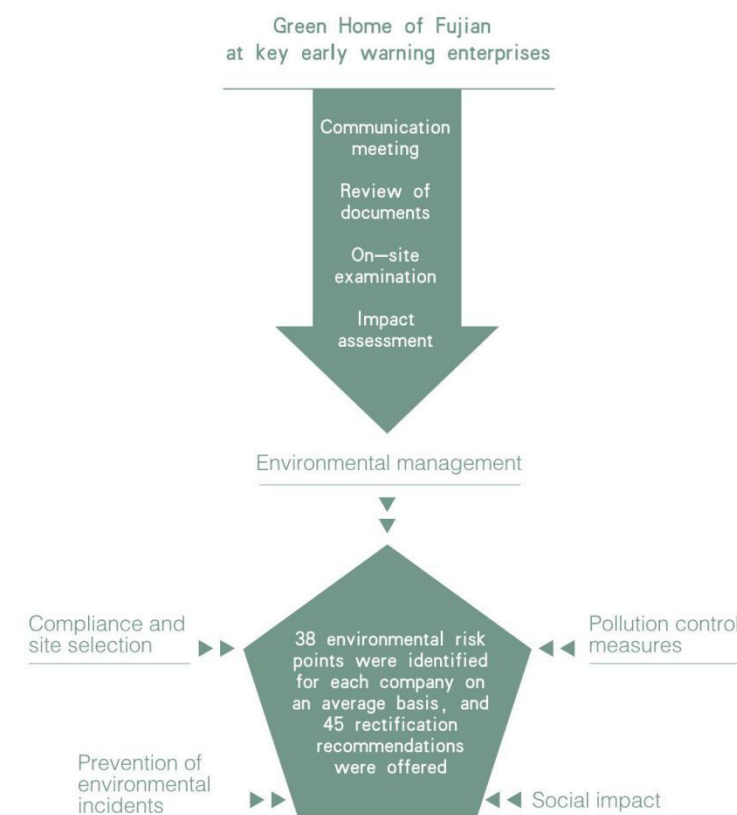 Green Home of Fujian
at key early warning enterprises
Communication
meeting
Review of
documents
On—site
examination
Impact
assessment
Environmental management
Compliance and
site selection
Pollution control
measures
38 environmental risk
points were identified
for each company on
an average basis, and
45 rectification
recommendations
were offered
Prevention of
environmental
incidents
Social impact